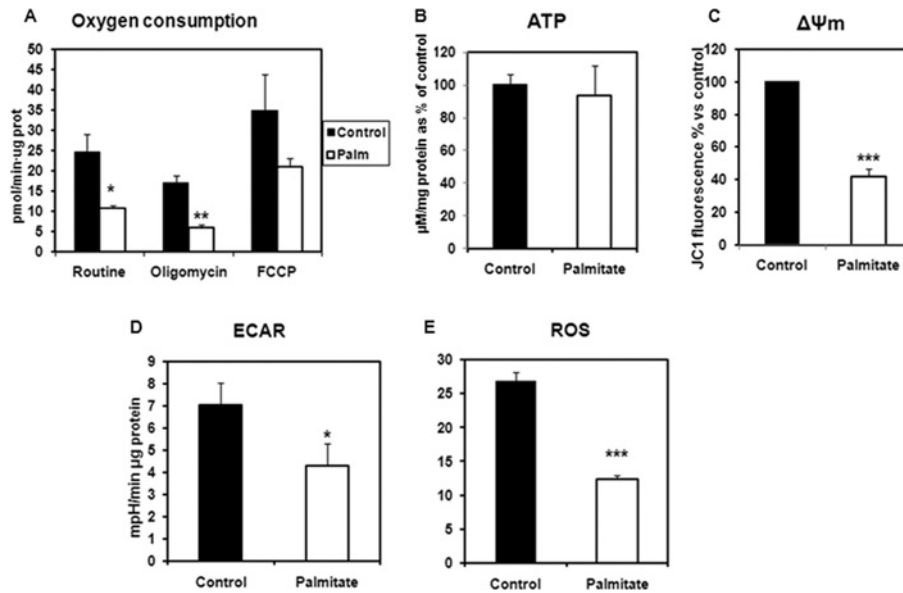 A Oxygen consumption
pmol/min·ug prot
50
45
40
35
30
25
20
15
10
5
0
*
**
Routine Oligomycin FCCP
Control
Palm
B ATP
µM/mg protein as % of control
120
100
80
60
40
20
0
Control Palmitate
C ΔΨm
JC1 fluorescence % vs control
120
100
80
60
40
20
0
***
Control Palmitate
D ECAR
mpH/min µg protein
9
8
7
6
5
4
3
2
1
0
*
Control Palmitate
E ROS
30
25
20
15
10
5
0
***
Control Palmitate